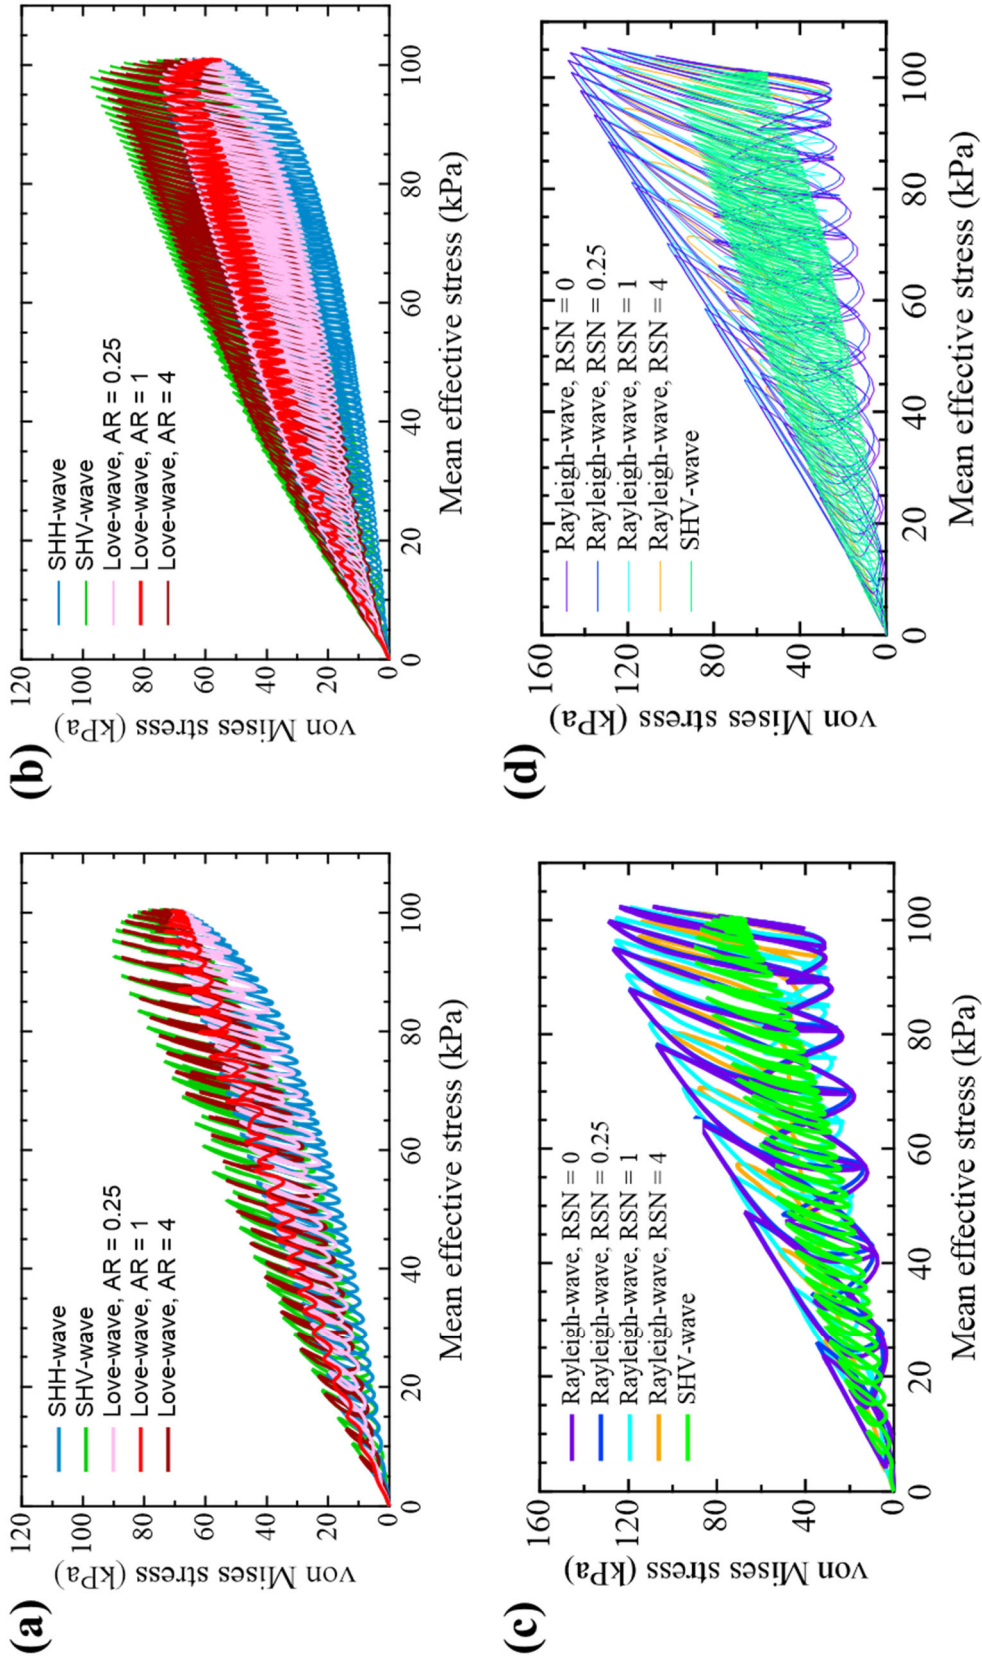 (a)
120
100
80
60
40
20
0
von Mises stress (kPa)
SHH-wave
SHV-wave
Love-wave, AR = 0.25
Love-wave, AR = 1
Love-wave, AR = 4
0 20 40 60 80 100
Mean effective stress (kPa)
(b)
120
100
80
60
40
20
0
von Mises stress (kPa)
SHH-wave
SHV-wave
Love-wave, AR = 0.25
Love-wave, AR = 1
Love-wave, AR = 4
0 20 40 60 80 100
Mean effective stress (kPa)
(c)
160
120
80
40
0
von Mises stress (kPa)
Rayleigh-wave, RSN = 0
Rayleigh-wave, RSN = 0.25
Rayleigh-wave, RSN = 1
Rayleigh-wave, RSN = 4
SHV-wave
0 20 40 60 80 100
Mean effective stress (kPa)
(d)
160
120
80
40
0
von Mises stress (kPa)
Rayleigh-wave, RSN = 0
Rayleigh-wave, RSN = 0.25
Rayleigh-wave, RSN = 1
Rayleigh-wave, RSN = 4
SHV-wave
0 20 40 60 80 100
Mean effective stress (kPa)